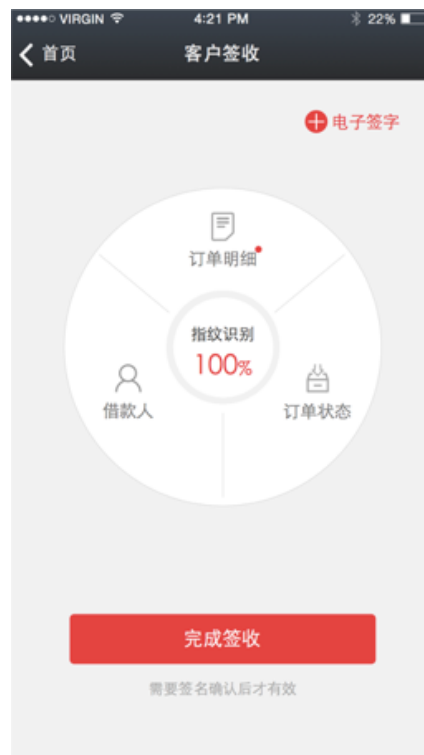 VIRGIN 4:21 PM 22%
首页 客户签收
电子签字
订单明细
指纹识别
100%
借款人 订单状态
完成签收
需要签名确认后才有效